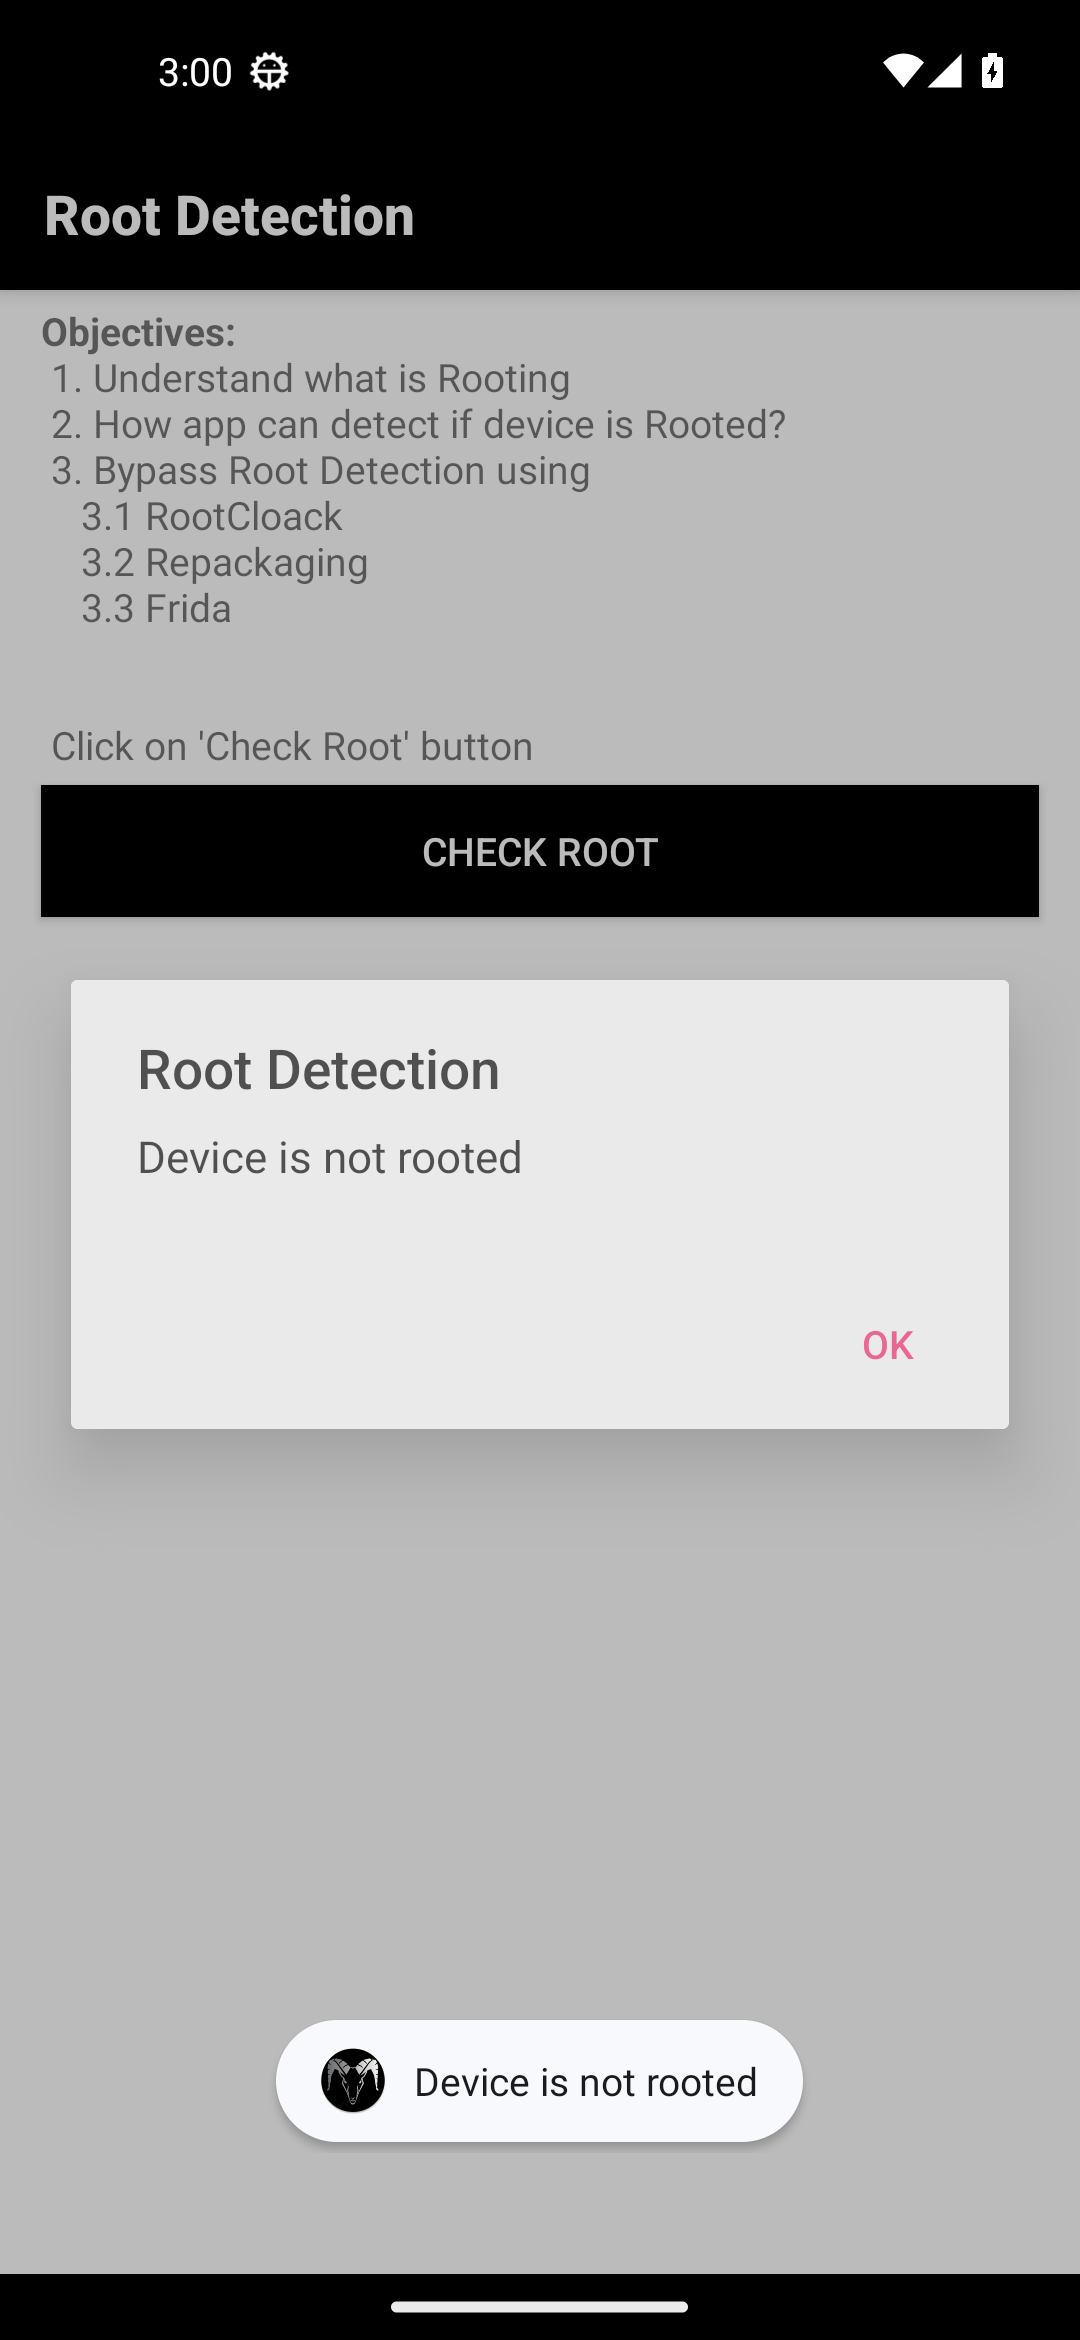 3:00
Root Detection
Objectives:
1. Understand what is Rooting
2. How app can detect if device is Rooted?
3. Bypass Root Detection using
3.1 RootCloack
3.2 Repackaging
3.3 Frida
Click on 'Check Root' button
CHECK ROOT
Root Detection
Device is not rooted
OK
Device is not rooted